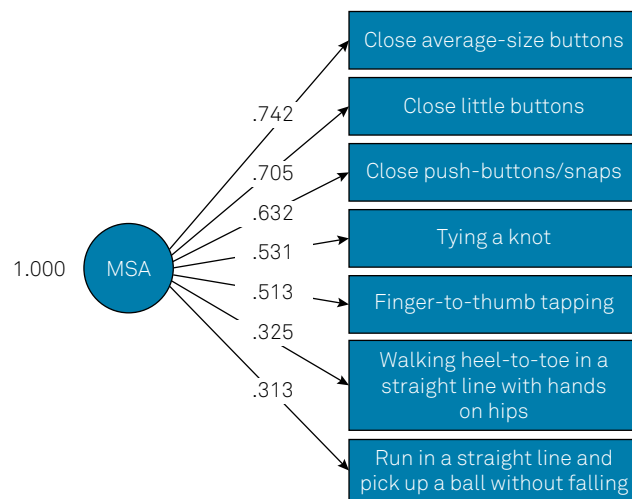 Close average-size buttons
.742
Close little buttons
.705
Close push-buttons/snaps
.632
Tying a knot
.531
1.000
MSA
.513
Finger-to-thumb tapping
.325
Walking heel-to-toe in a
straight line with hands
on hips
.313
Run in a straight line and
pick up a ball without falling